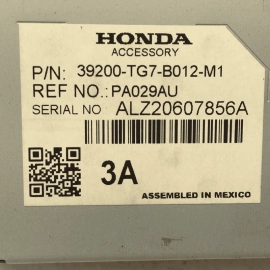 HONDA
ACCESSORY
P/N: 39200-TG7-B012-M1
REF NO.: PA029AU
SERIAL NO ALZ20607856A
3A
ASSEMBLED IN MEXICO